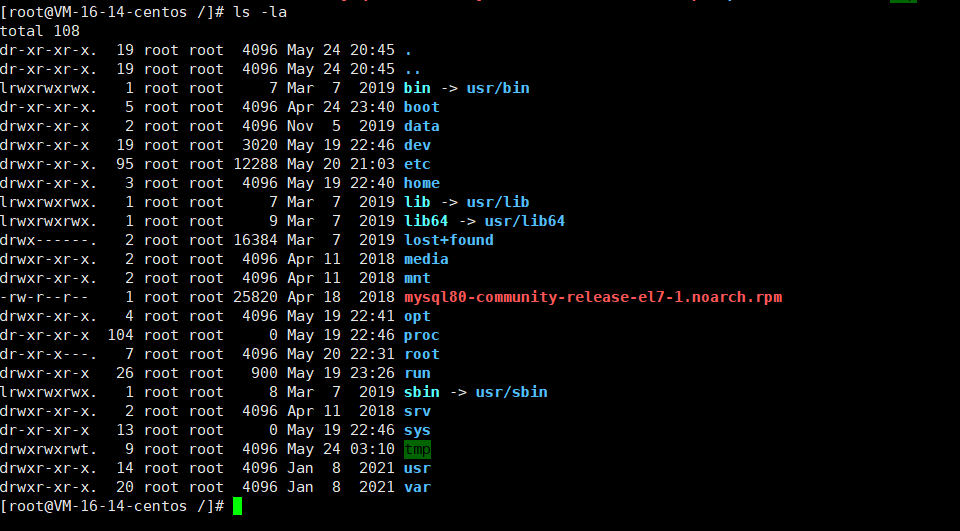 [root@VM-16-14-centos /]# ls -la
total 108
dr-xr-xr-x.  19 root root  4096 May 24 20:45 .
dr-xr-xr-x.  19 root root  4096 May 24 20:45 ..
lrwxrwxrwx.   1 root root     7 Mar  7  2019 bin -> usr/bin
dr-xr-xr-x.   5 root root  4096 Apr 24 23:40 boot
drwxr-xr-x    2 root root  4096 Nov  5  2019 data
drwxr-xr-x   19 root root  3020 May 19 22:46 dev
drwxr-xr-x.  95 root root 12288 May 20 21:03 etc
drwxr-xr-x.   3 root root  4096 May 19 22:40 home
lrwxrwxrwx.   1 root root     7 Mar  7  2019 lib -> usr/lib
lrwxrwxrwx.   1 root root     9 Mar  7  2019 lib64 -> usr/lib64
drwx------.   2 root root 16384 Mar  7  2019 lost+found
drwxr-xr-x.   2 root root  4096 Apr 11  2018 media
drwxr-xr-x.   2 root root  4096 Apr 11  2018 mnt
-rw-r--r--    1 root root 25820 Apr 18  2018 mysql80-community-release-el7-1.noarch.rpm
drwxr-xr-x.   4 root root  4096 May 19 22:41 opt
dr-xr-xr-x  104 root root     0 May 19 22:46 proc
dr-xr-x---.   7 root root  4096 May 20 22:31 root
drwxr-xr-x   26 root root   900 May 19 23:26 run
lrwxrwxrwx.   1 root root     8 Mar  7  2019 sbin -> usr/sbin
drwxr-xr-x.   2 root root  4096 Apr 11  2018 srv
dr-xr-xr-x   13 root root     0 May 19 22:46 sys
drwxrwxrwt.   9 root root  4096 May 24 03:10 tmp
drwxr-xr-x.  14 root root  4096 Jan  8  2021 usr
drwxr-xr-x.  20 root root  4096 Jan  8  2021 var
[root@VM-16-14-centos /]#